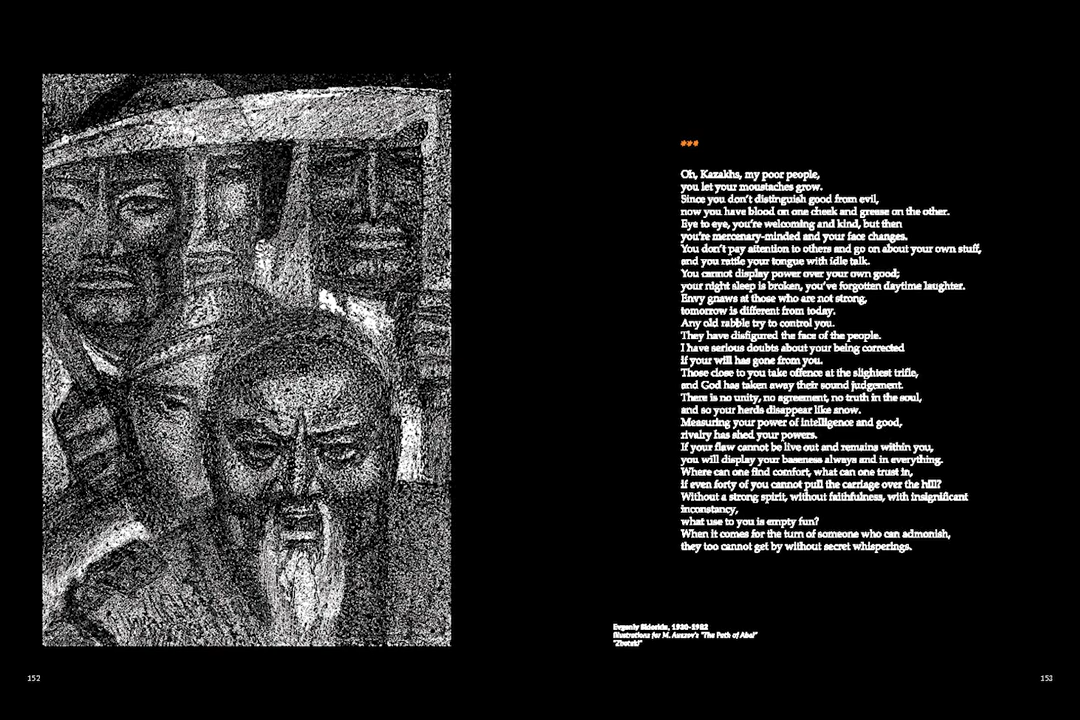 ***
Oh, Kazakhs, my poor people,
you let your moustaches grow.
Since you don't distinguish good from evil,
now you have blood on one cheek and grease on the other.
Eye to eye, you're welcoming and kind, but then
you're mercenary-minded and your face changes.
You don't pay attention to others and go on about your own stuff,
and you rattle your tongue with idle talk.
You cannot display power over your own good;
your night sleep is broken, you've forgotten daytime laughter.
Envy gnaws at those who are not strong,
tomorrow is different from today.
Any old rabble try to control you.
They have disfigured the face of the people.
I have serious doubts about your being corrected
if your will has gone from you.
Those close to you take offence at the slightest trifle,
and God has taken away their sound judgement.
There is no unity, no agreement, no truth in the soul,
and so your herds disappear like snow.
Measuring your power of intelligence and good,
rivalry has shed your powers.
If your flaw cannot be live out and remains within you,
you will display your baseness always and in everything.
Where can one find comfort, what can one trust in,
if even forty of you cannot pull the carriage over the hill?
Without a strong spirit, without faithfulness, with insignificant
inconstancy,
what use to you is empty fun?
When it comes for the turn of someone who can admonish,
they too cannot get by without secret whisperings.
Evgeniy Sidorkin, 1930-1982
Illustrations for M. Auezov's "The Path of Abai"
152
153